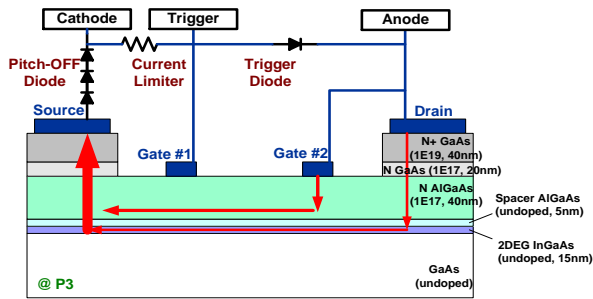 Cathode
Trigger
Anode
Pitch-OFF
Diode
Current
Limiter
Trigger
Diode
Source
Drain
Gate #1
Gate #2
N+ GaAs
(1E19, 40nm)
N GaAs (1E17, 20nm)
N AlGaAs
(1E17, 40nm)
Spacer AlGaAs
(undoped, 5nm)
2DEG InGaAs
(undoped, 15nm)
GaAs
(undoped)
@ P3